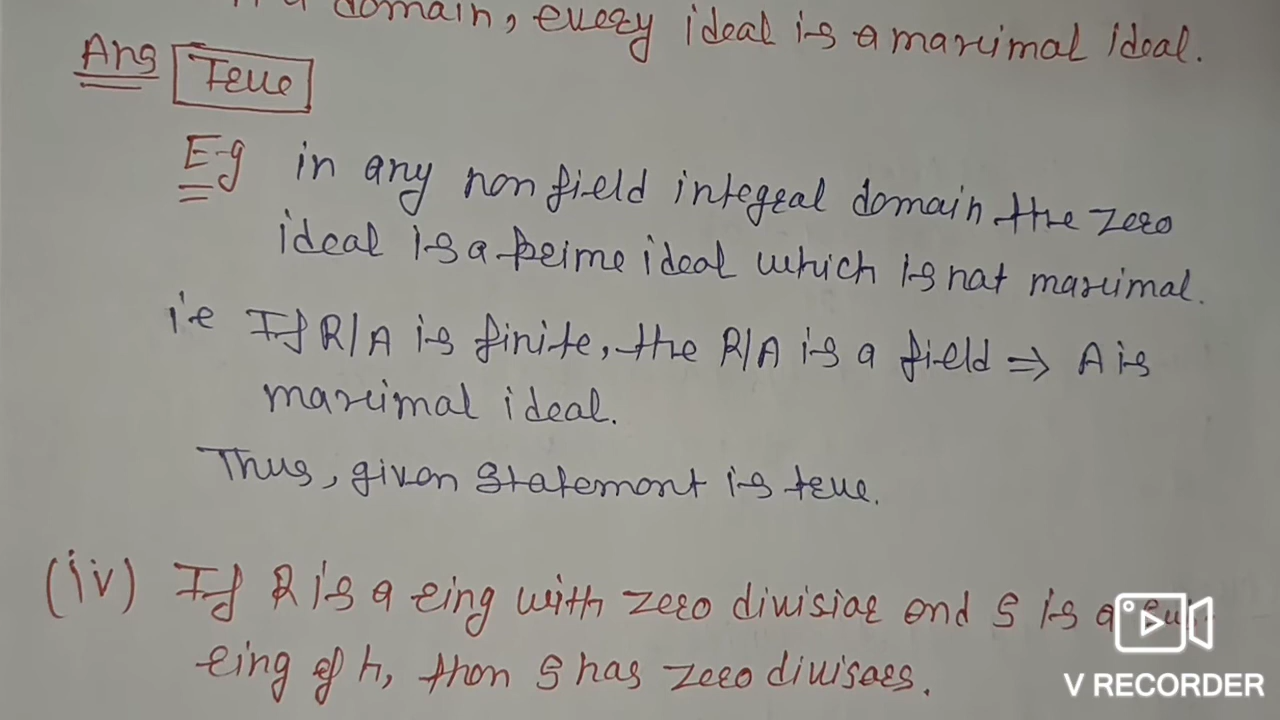 domain, every ideal is a maximal ideal.
Ans True
E-g in any non field integral domain the zero
ideal is a prime ideal which is not maximal.
i.e If R/A is finite, the R/A is a field ⇒ A is
maximal ideal.
Thus, given statement is true.
(iv) If R is a ring with zero divisior and S is a
ring of h, then S has zero divisors.
V RECORDER